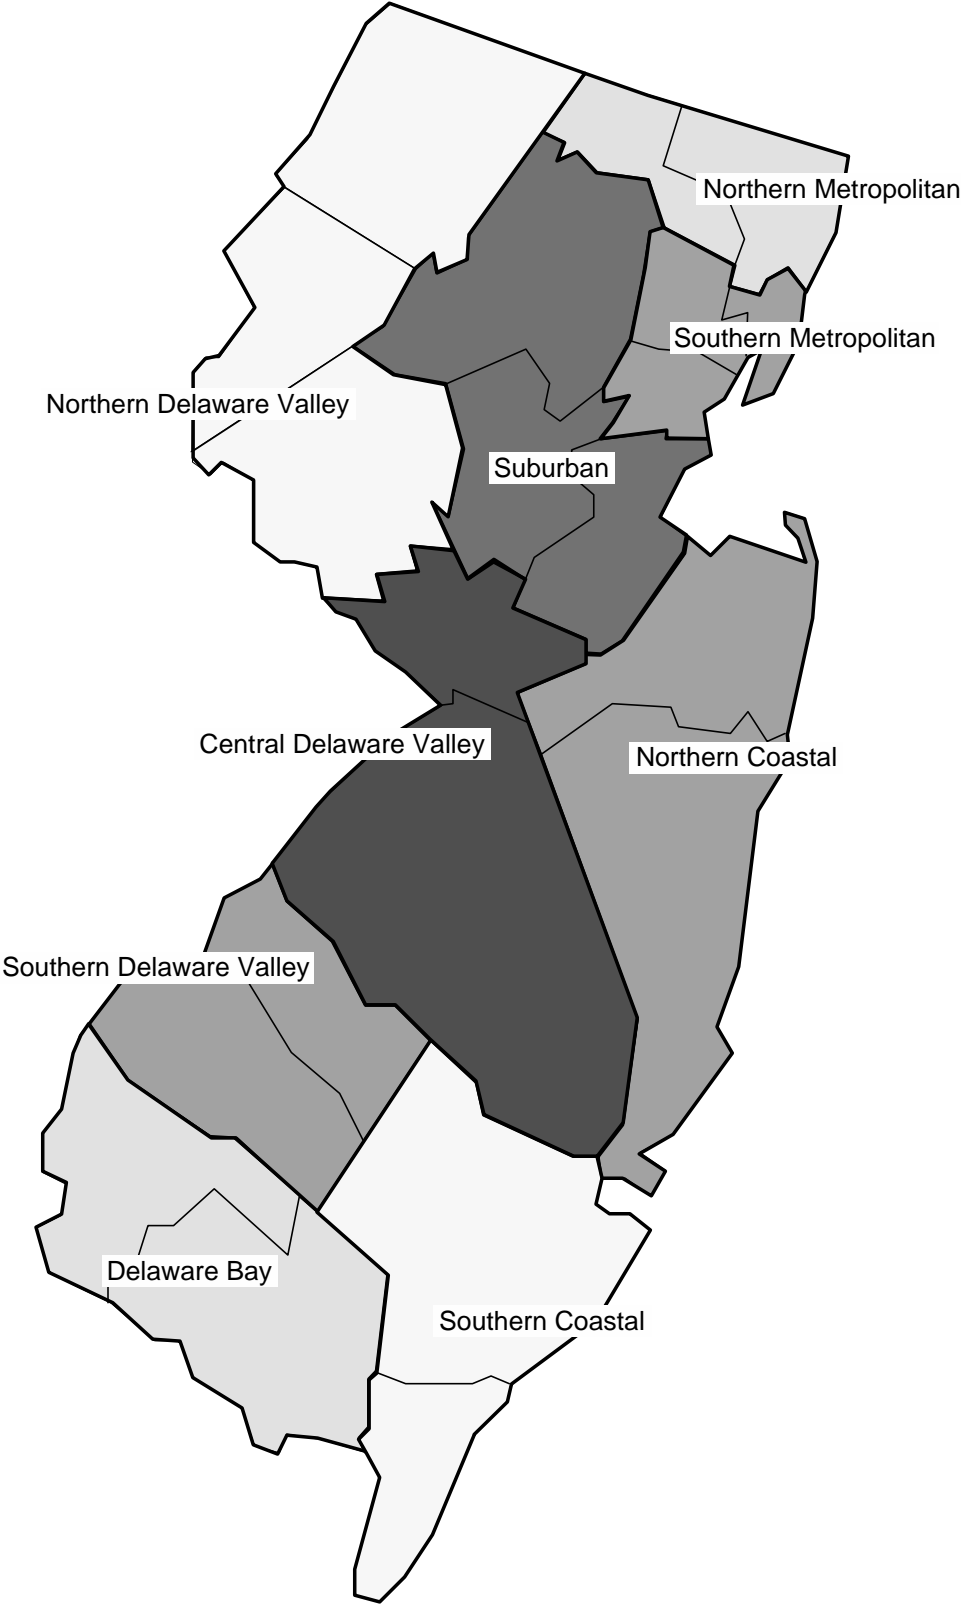 Northern Metropolitan
Southern Metropolitan
Northern Delaware Valley
Suburban
Central Delaware Valley
Northern Coastal
Southern Delaware Valley
Delaware Bay
Southern Coastal